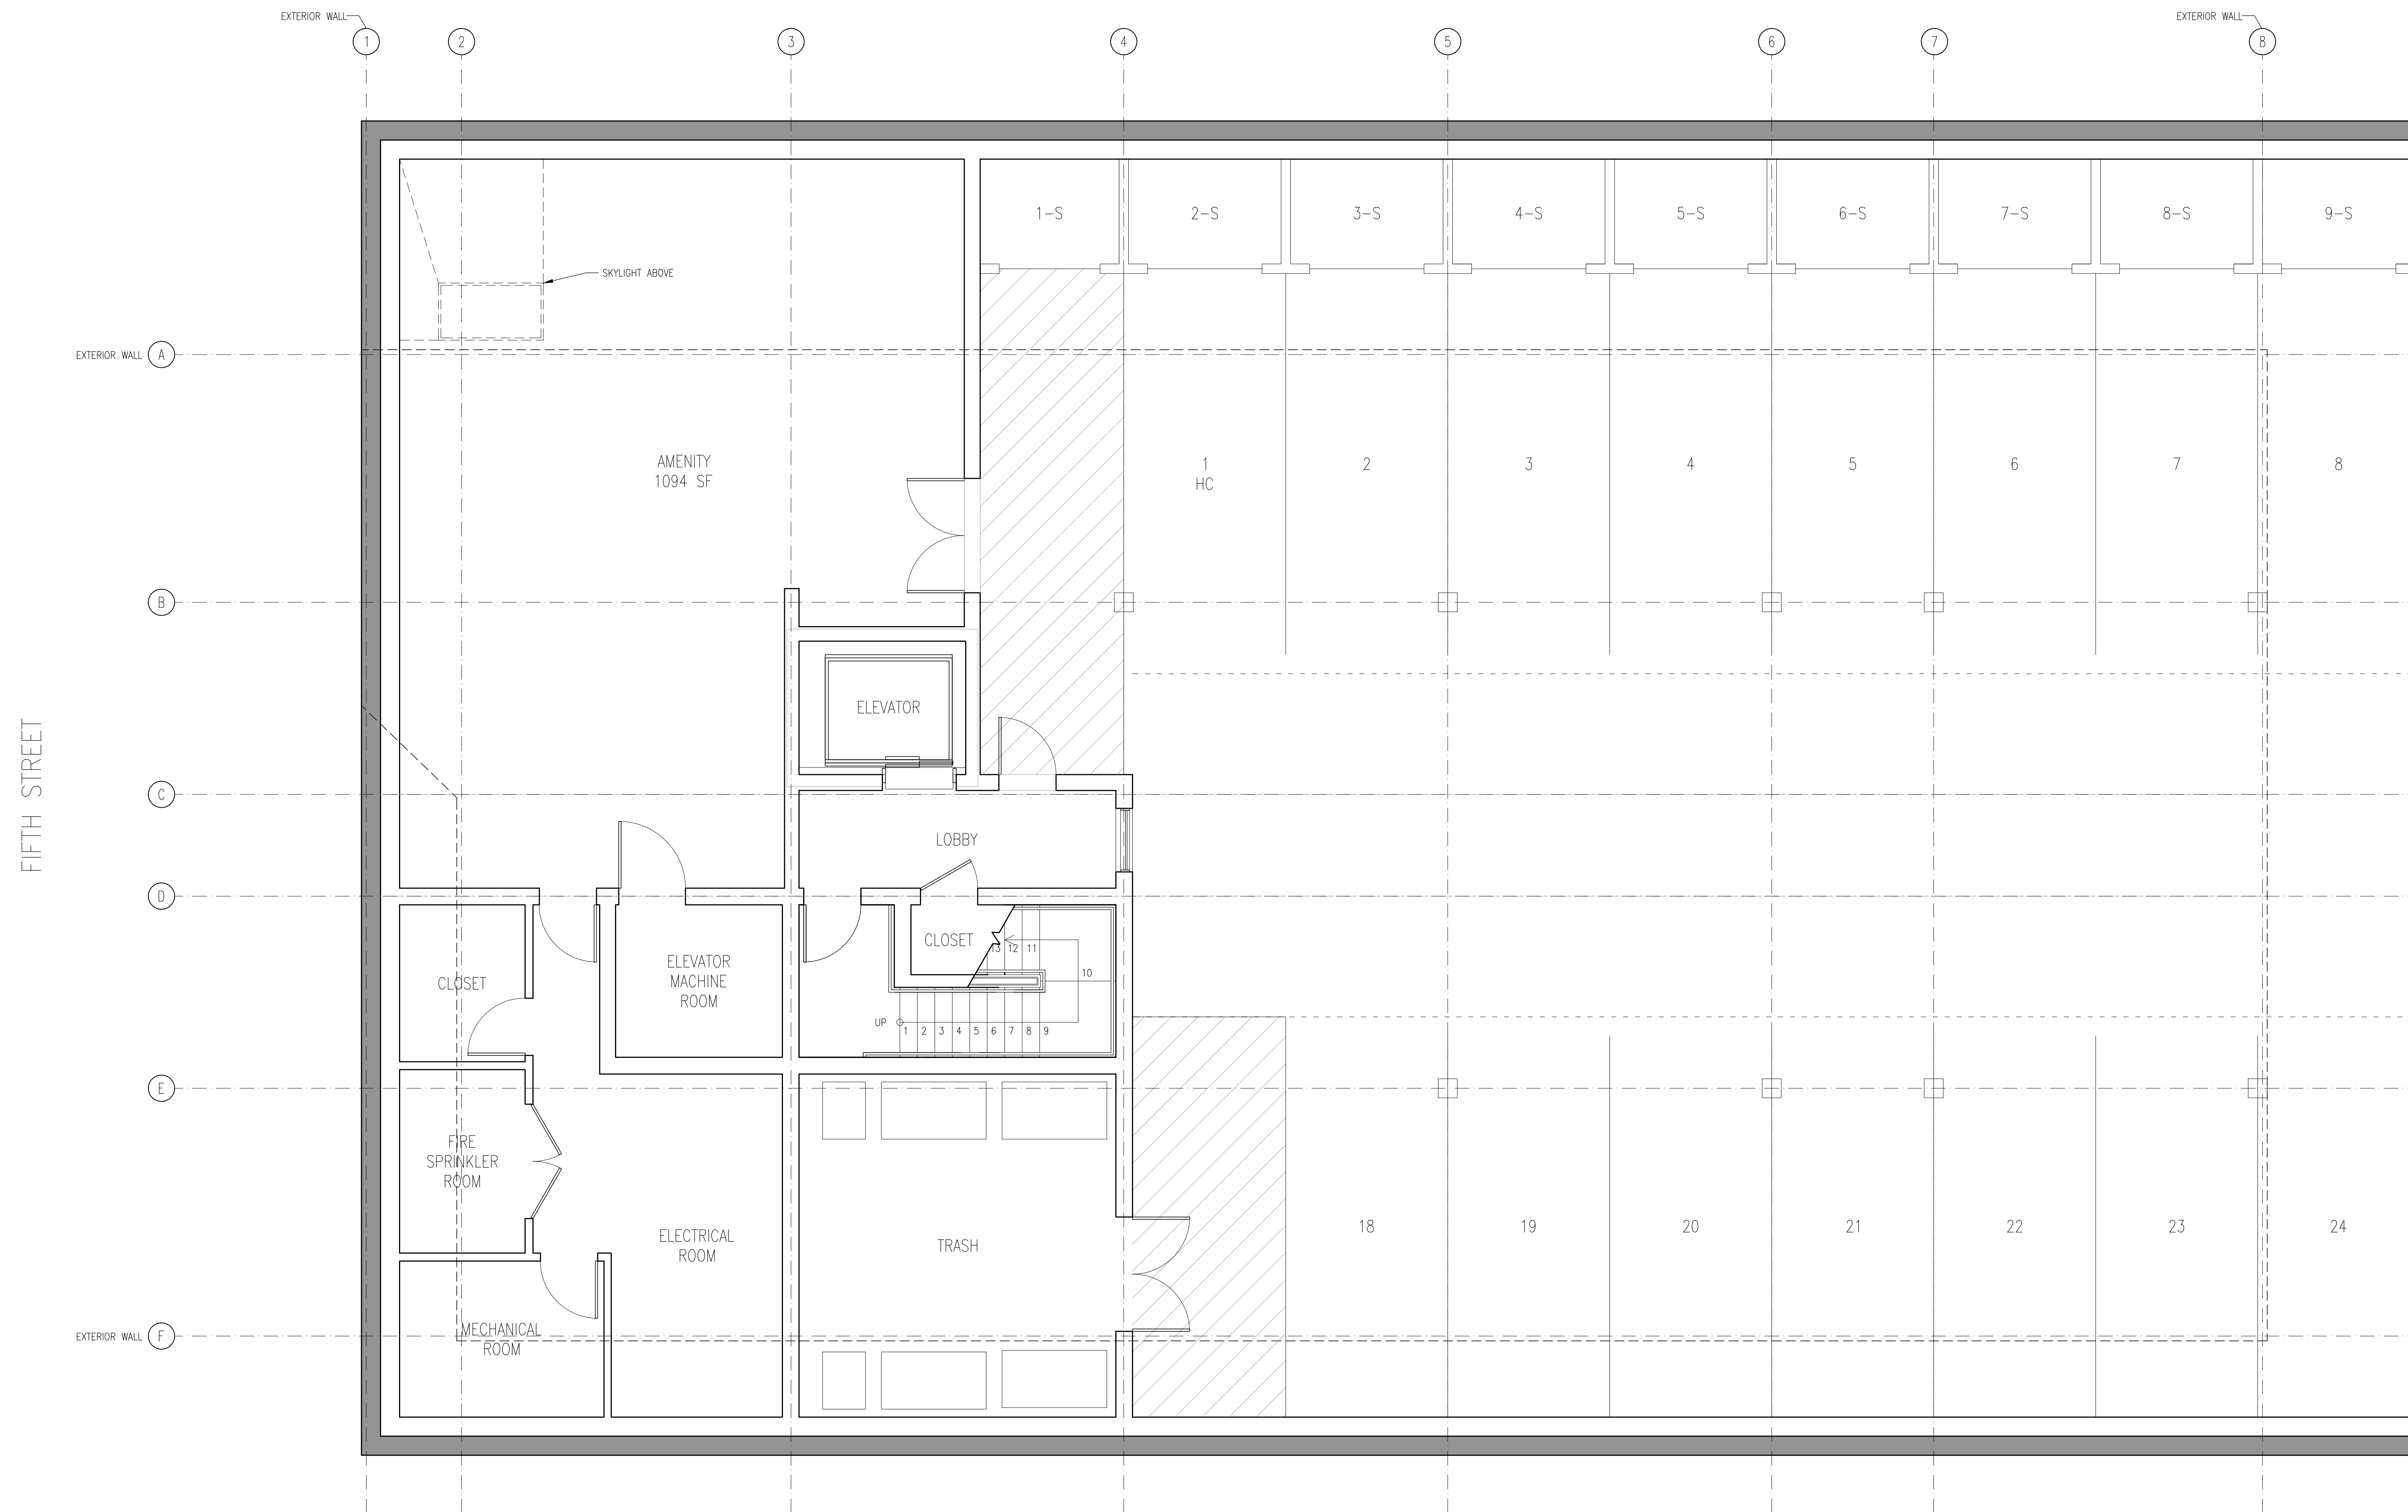 EXTERIOR WALL
EXTERIOR WALL
1
2
3
4
5
6
7
8
1-S
2-S
3-S
4-S
5-S
6-S
7-S
8-S
9-S
SKYLIGHT ABOVE
EXTERIOR WALL
A
AMENITY
1094 SF
1
HC
2
3
4
5
6
7
8
B
ELEVATOR
FIFTH STREET
C
LOBBY
D
CLOSET
13
12
11
10
ELEVATOR
MACHINE
ROOM
CLOSET
UP
1
2
3
4
5
6
7
8
9
E
FIRE
SPRINKLER
ROOM
ELECTRICAL
ROOM
TRASH
18
19
20
21
22
23
24
EXTERIOR WALL
F
MECHANICAL
ROOM